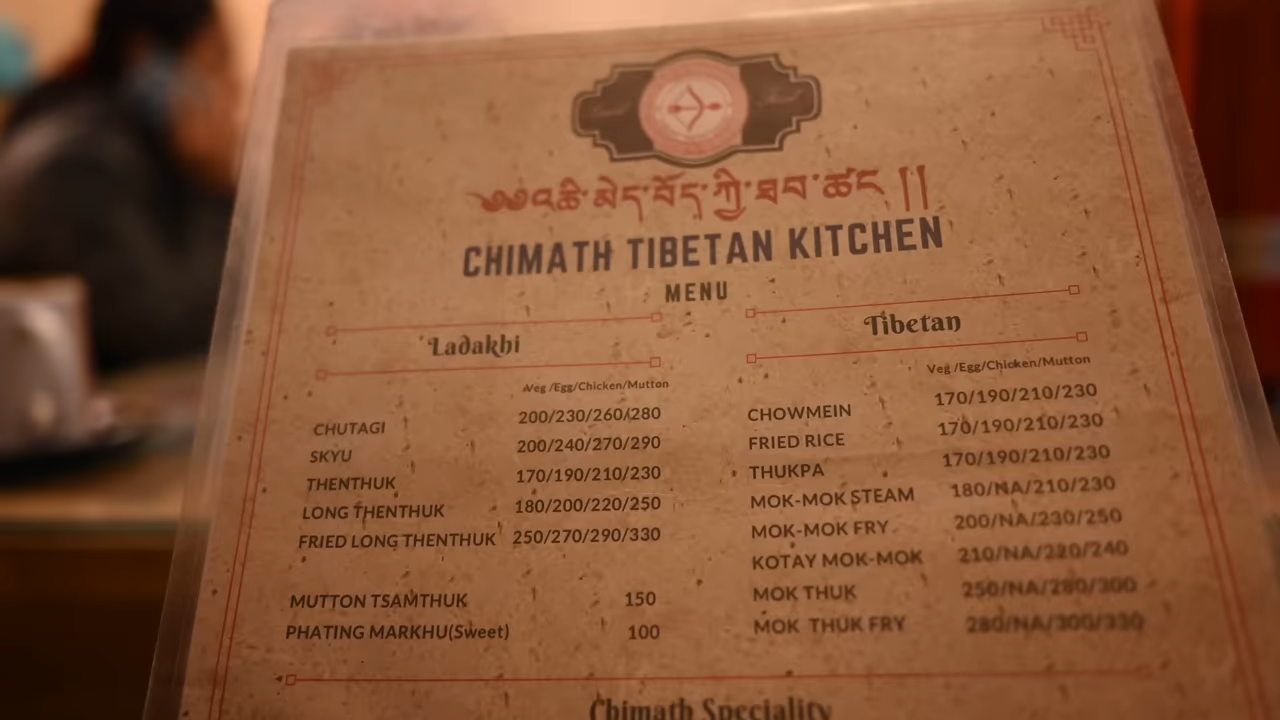 ༄༅འཆི་མེད་བོད་ཀྱི་ཐབ་ཚང །།
CHIMATH TIBETAN KITCHEN
MENU
Ladakhi
Veg /Egg/Chicken/Mutton
CHUTAGI 200/230/260/280
SKYU 200/240/270/290
THENTHUK 170/190/210/230
LONG THENTHUK 180/200/220/250
FRIED LONG THENTHUK 250/270/290/330
MUTTON TSAMTHUK 150
PHATING MARKHU(Sweet) 100
Tibetan
Veg /Egg/Chicken/Mutton
CHOWMEIN 170/190/210/230
FRIED RICE 170/190/210/230
THUKPA 170/190/210/230
MOK-MOK STEAM 180/NA/210/230
MOK-MOK FRY 200/NA/230/250
KOTAY MOK-MOK 210/NA/220/240
MOK THUK 250/NA/280/300
MOK THUK FRY 280/NA/300/330
Chimath Speciality